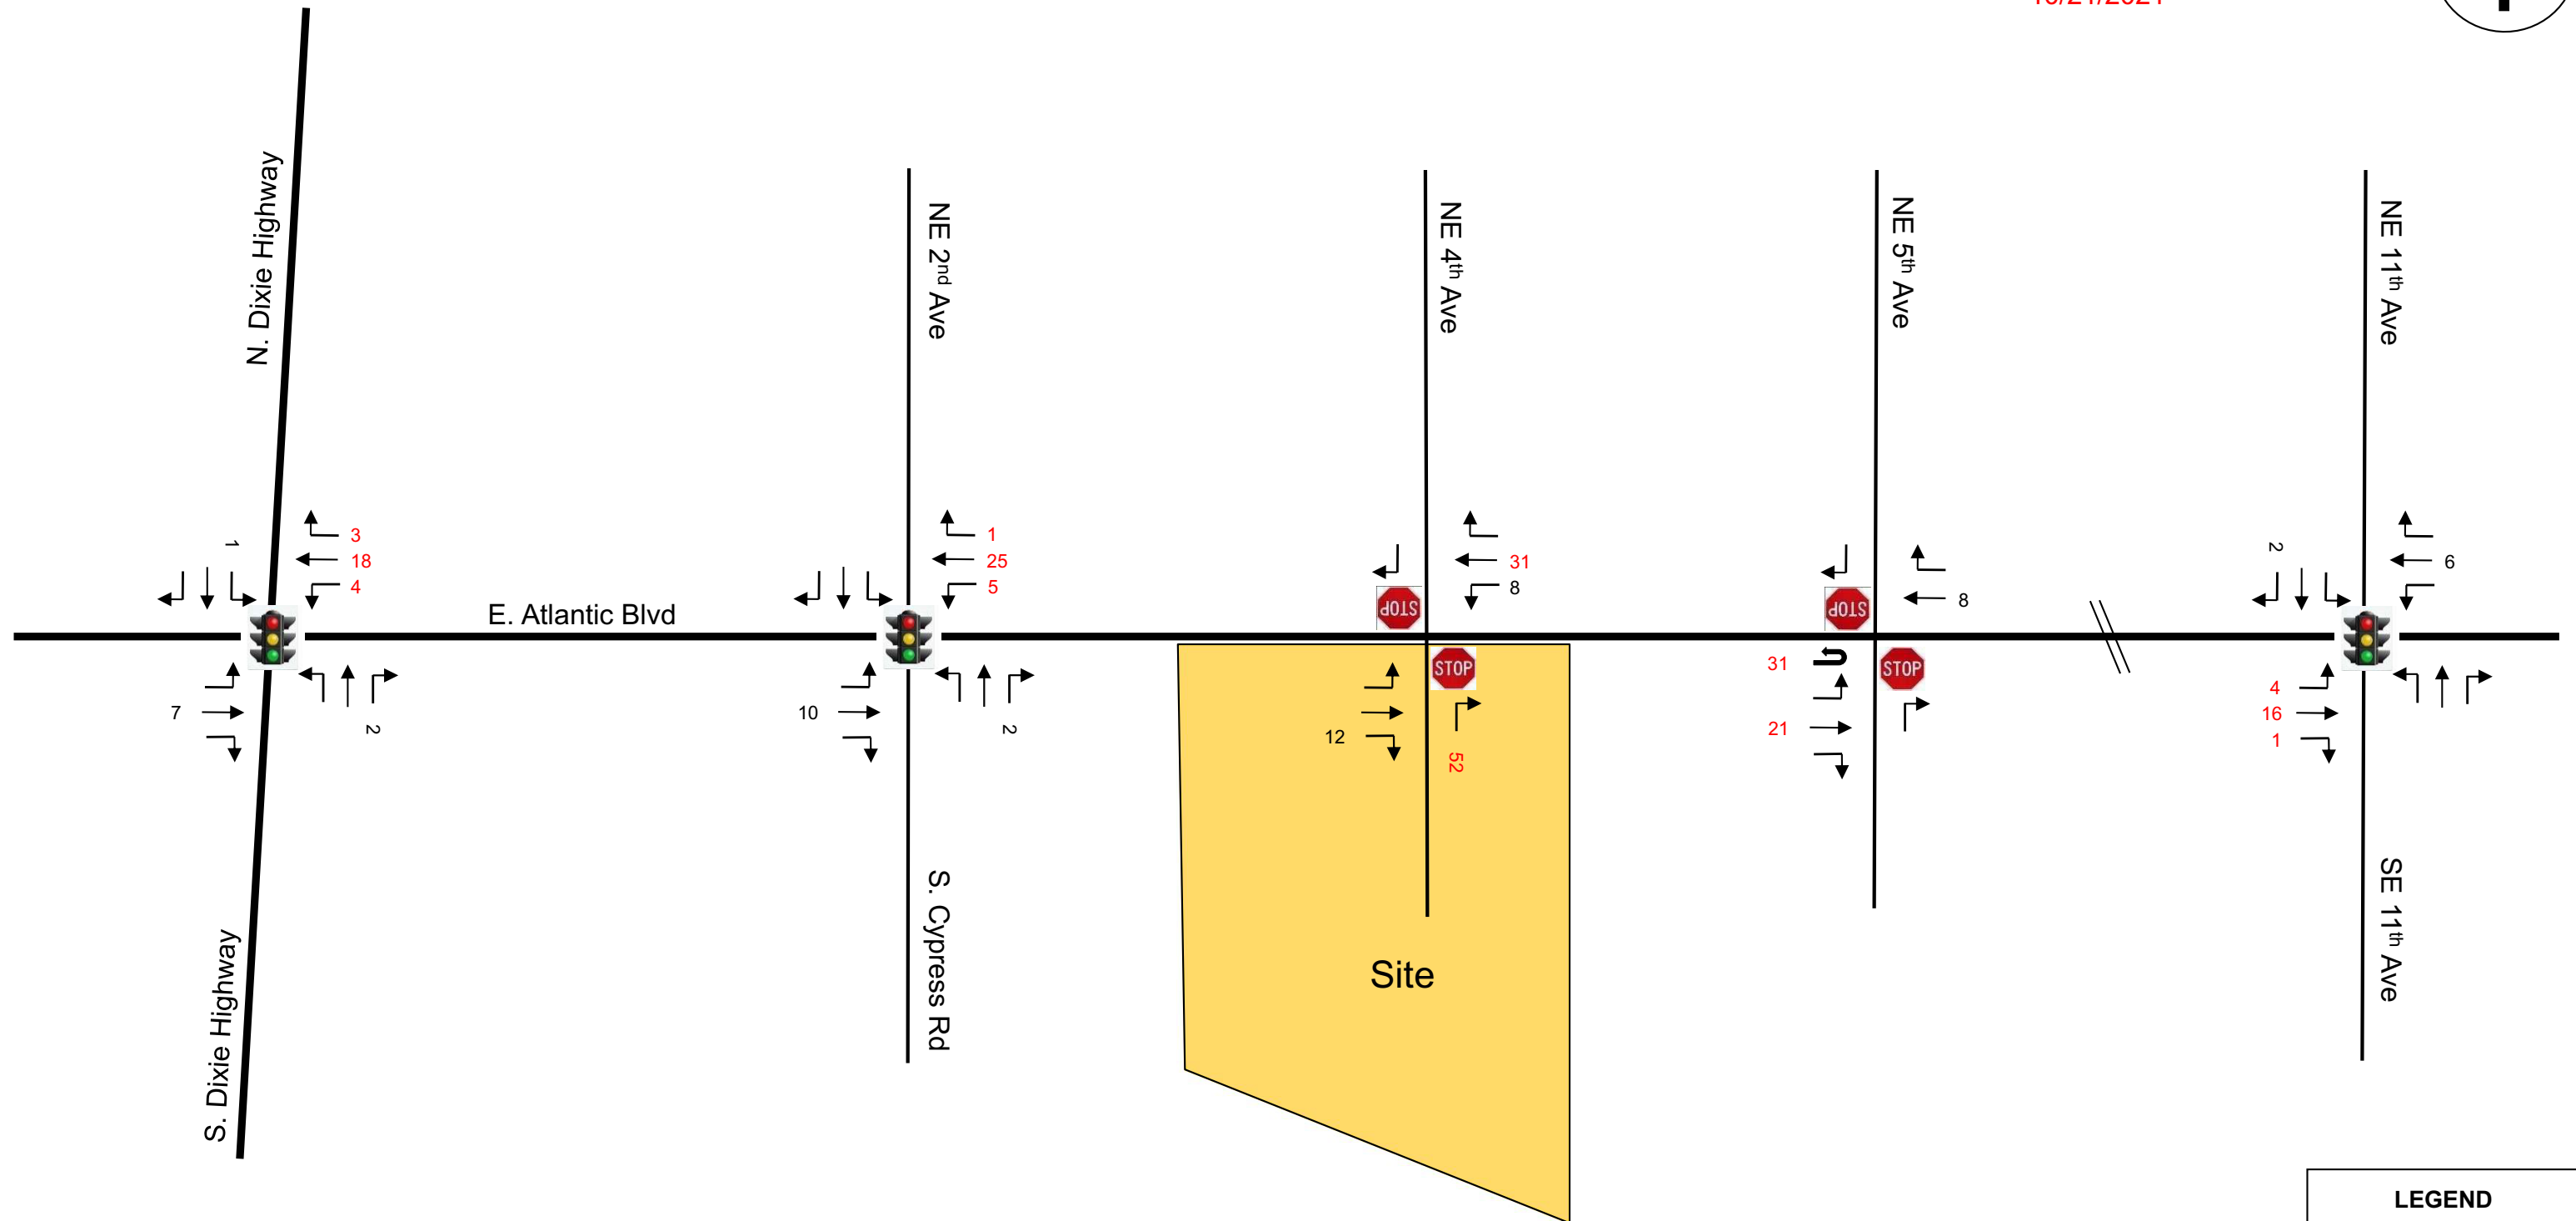 N. Dixie Highway
NE 2nd Ave
NE 4th Ave
NE 5th Ave
NE 11th Ave
1
3
18
4
1
25
5
31
8
8
2
6
E. Atlantic Blvd
STOP
STOP
STOP
STOP
7
2
10
2
12
52
31
21
4
16
1
S. Dixie Highway
S. Cypress Rd
Site
SE 11th Ave
LEGEND